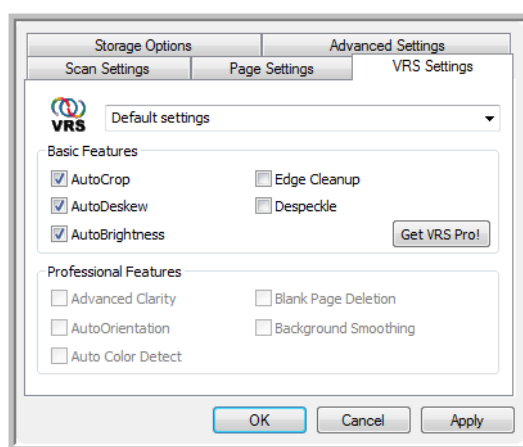 Storage Options Advanced Settings
Scan Settings Page Settings VRS Settings
VRS Default settings
Basic Features
AutoCrop Edge Cleanup
AutoDeskew Despeckle
AutoBrightness Get VRS Pro!
Professional Features
Advanced Clarity Blank Page Deletion
AutoOrientation Background Smoothing
Auto Color Detect
OK Cancel Apply